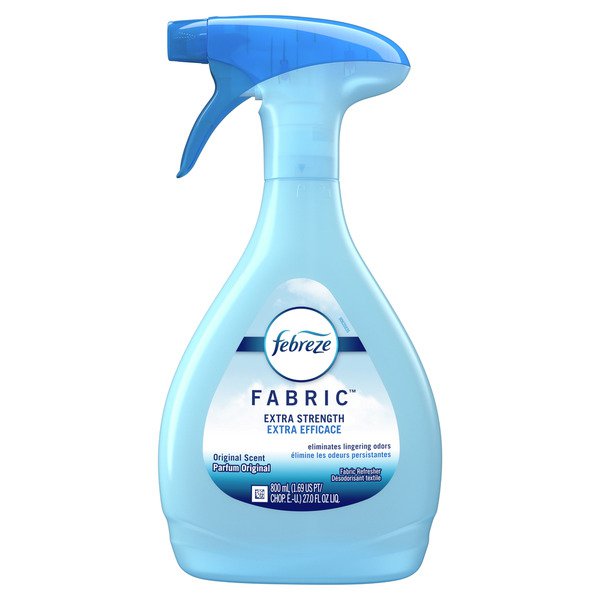 febreze
FABRIC™
EXTRA STRENGTH
EXTRA EFFICACE
eliminates lingering odors
élimine les odeurs persistantes
Original Scent
Parfum Original
Fabric Refresher
Désodorisant textile
800 mL (1.69 US PT/
CHOP. É.-U.) 27.0 FL OZ LIQ.